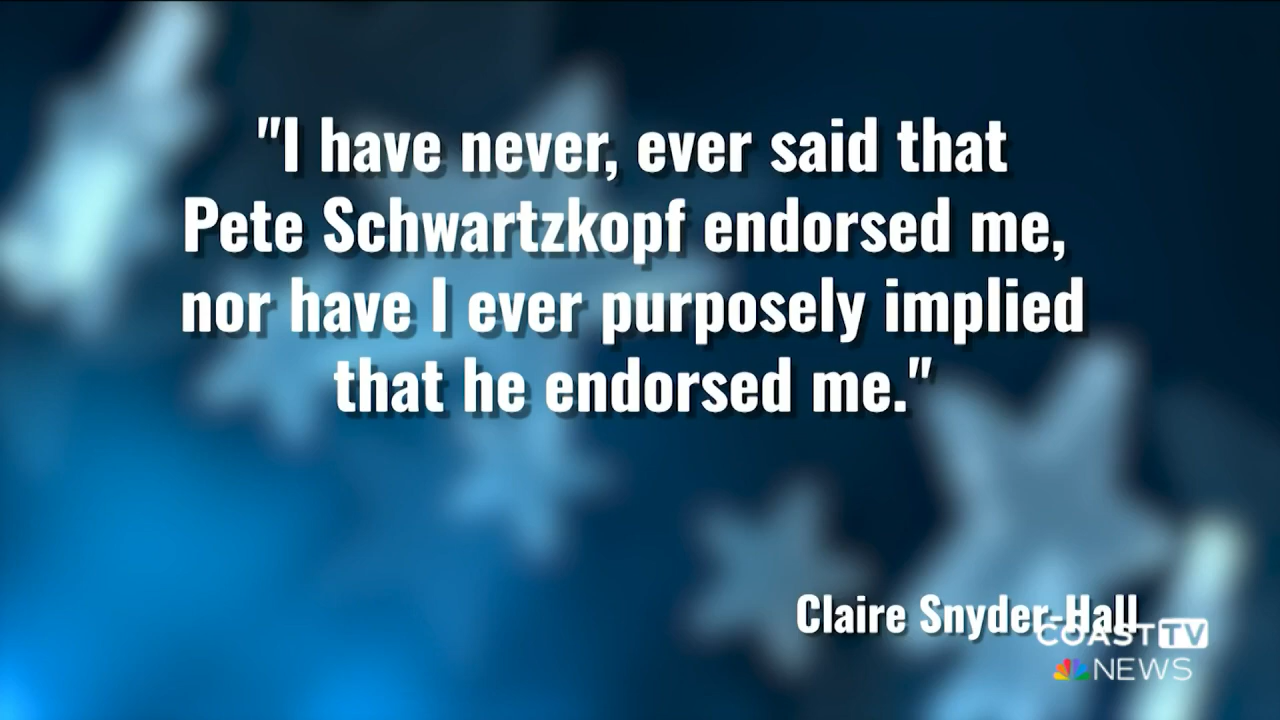 "I have never, ever said that
Pete Schwartzkopf endorsed me,
nor have I ever purposely implied
that he endorsed me."
Claire Snyder-Hall
COAST TV
NEWS